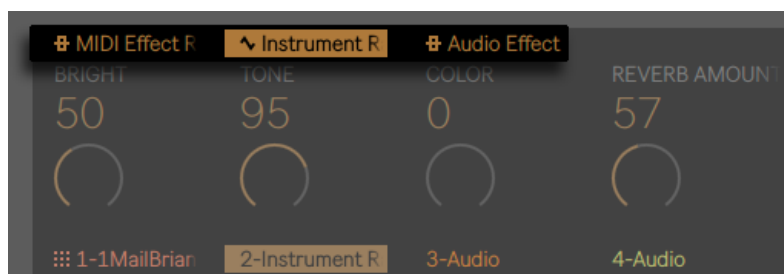 MIDI Effect R Instrument R Audio Effect
BRIGHT TONE COLOR REVERB AMOUNT
50 95 0 57
1-1MailBrian 2-Instrument R 3-Audio 4-Audio